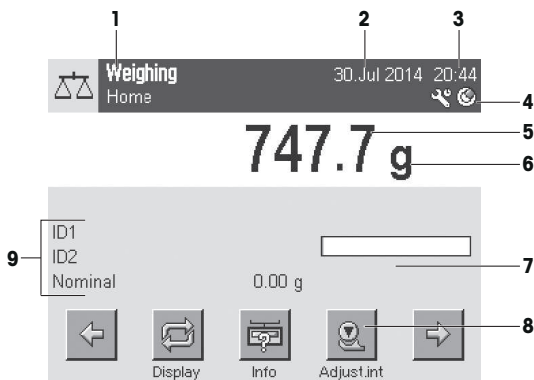 1 2 3
Weighing 30.Jul 2014 20:44
Home
4
747.7 g
5
6
ID1
ID2
9
Nominal 0.00 g
7
8
Display Info Adjust.int